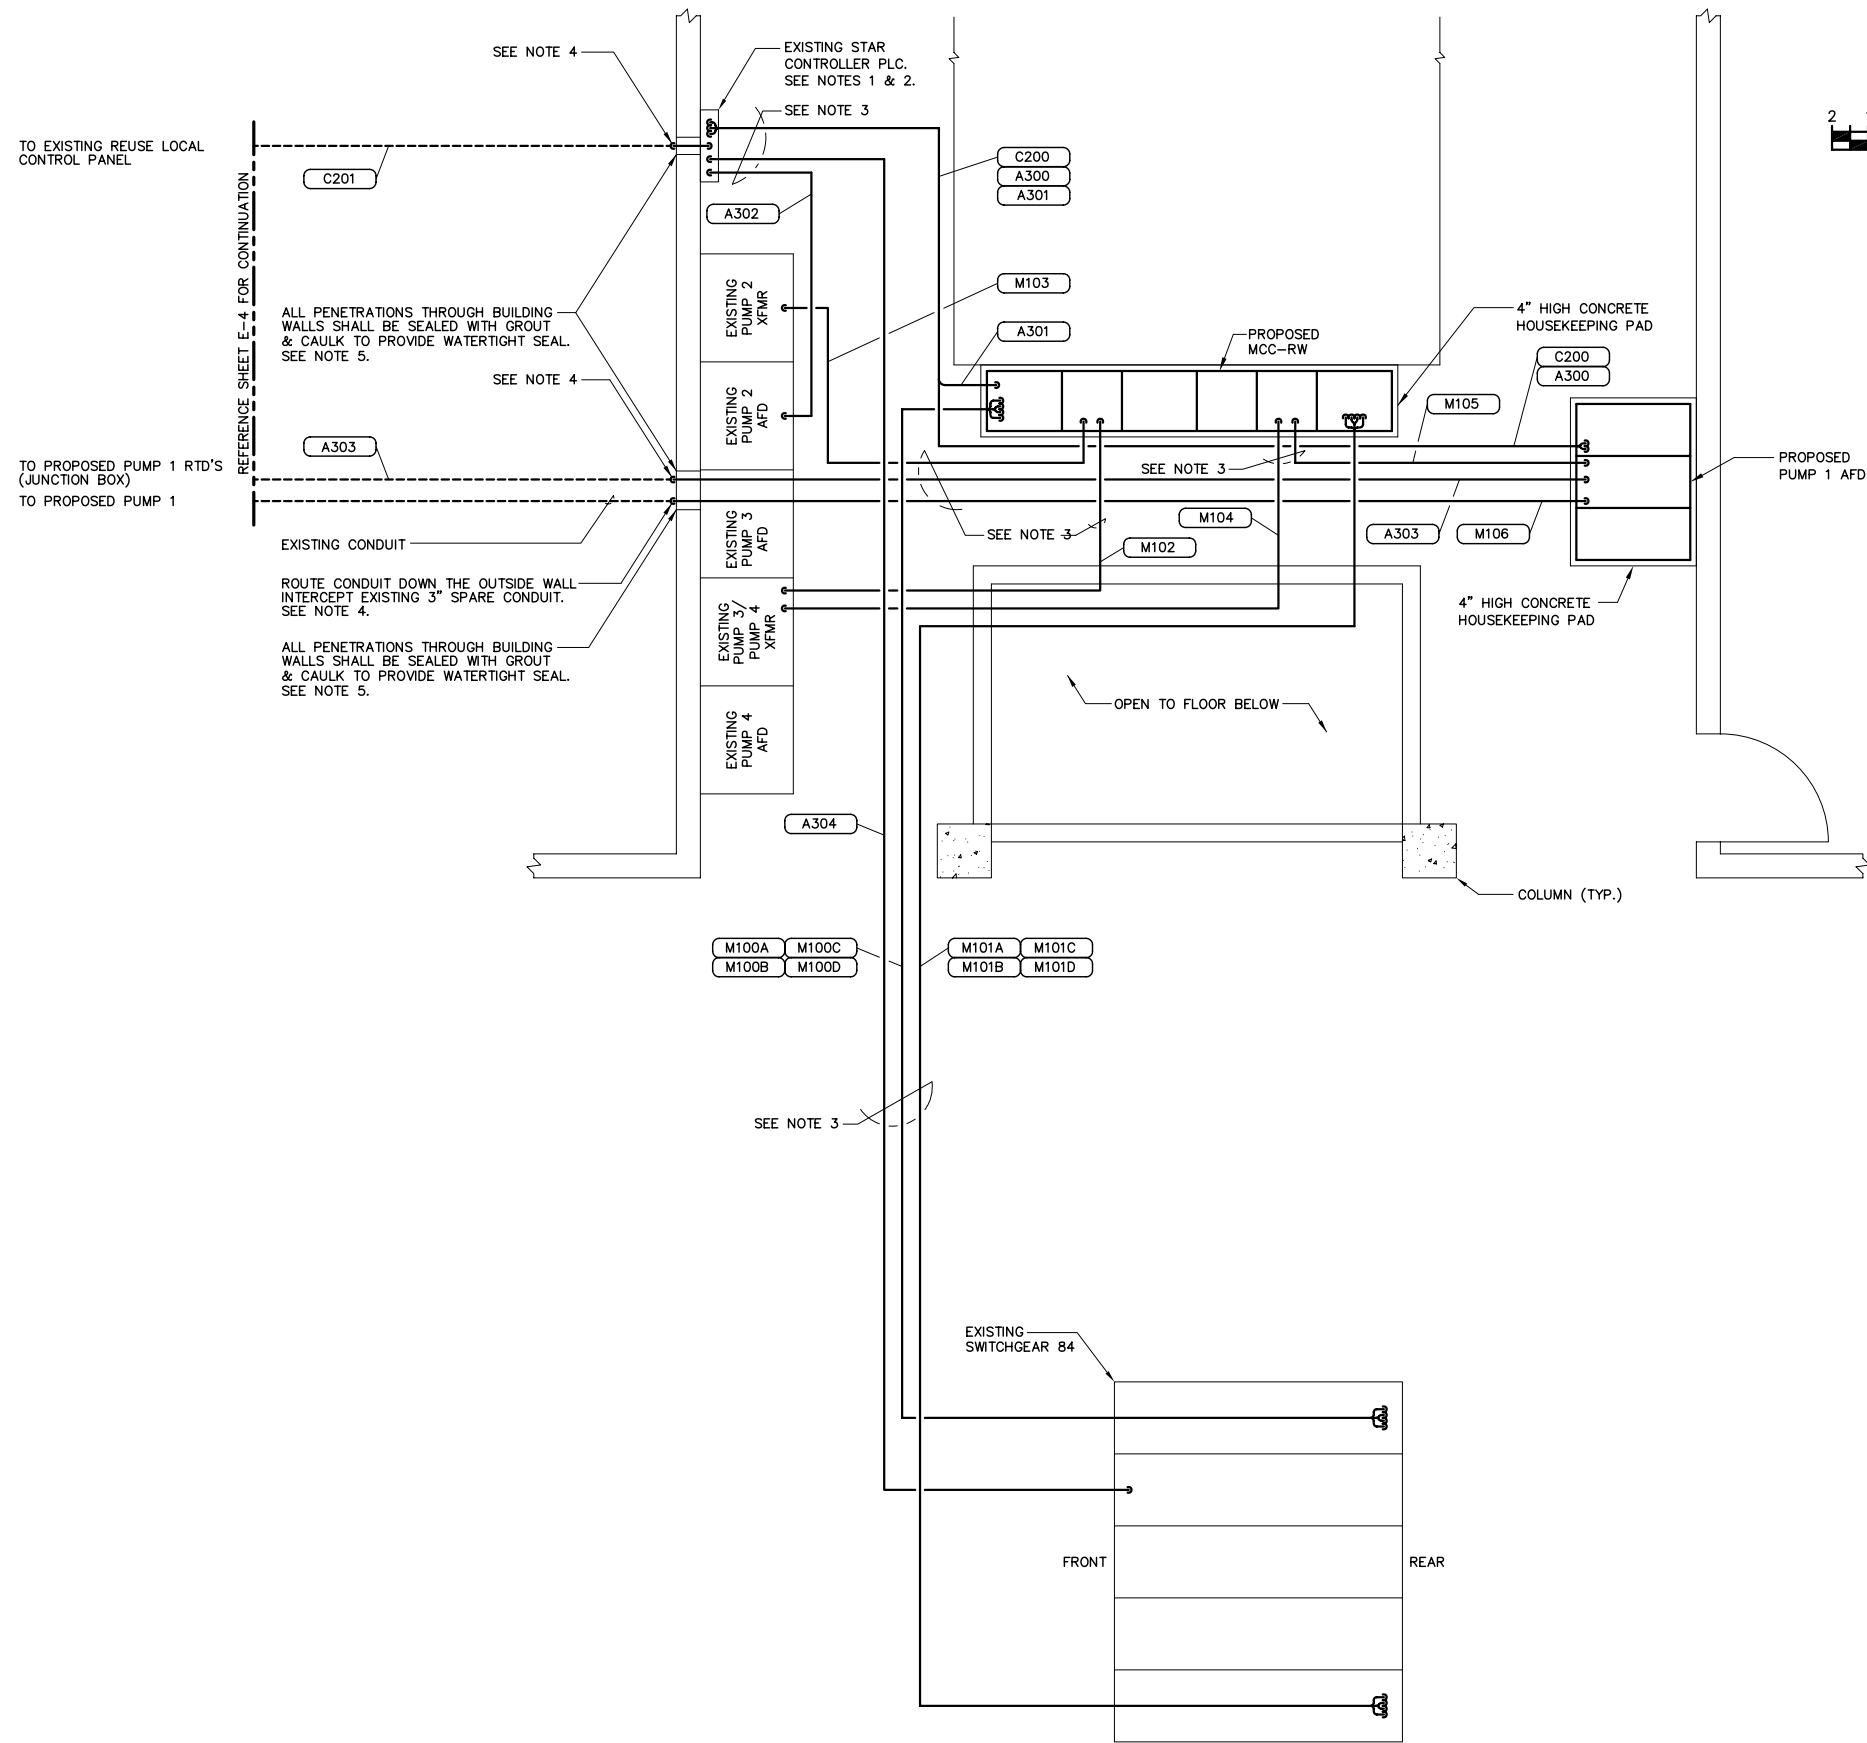 SEE NOTE 4
EXISTING STAR
CONTROLLER PLC.
SEE NOTES 1 & 2.
SEE NOTE 3
2
TO EXISTING REUSE LOCAL
CONTROL PANEL
C201
C200
A300
A301
A302
REFERENCE SHEET E-4 FOR CONTINUATION
M103
A301
EXISTING
PUMP 2
XFMR
ALL PENETRATIONS THROUGH BUILDING
WALLS SHALL BE SEALED WITH GROUT
& CAULK TO PROVIDE WATERTIGHT SEAL.
SEE NOTE 5.
SEE NOTE 4
PROPOSED
MCC-RW
4" HIGH CONCRETE
HOUSEKEEPING PAD
C200
A300
M105
EXISTING
PUMP 2
AFD
A303
TO PROPOSED PUMP 1 RTD'S
(JUNCTION BOX)
TO PROPOSED PUMP 1
SEE NOTE 3
PROPOSED
PUMP 1 AFD
EXISTING CONDUIT
EXISTING
PUMP 3
AFD
SEE NOTE 3
M104
M102
A303
M106
ROUTE CONDUIT DOWN THE OUTSIDE WALL
INTERCEPT EXISTING 3" SPARE CONDUIT.
SEE NOTE 4.
4" HIGH CONCRETE
HOUSEKEEPING PAD
EXISTING
PUMP 3/
PUMP 4
XFMR
ALL PENETRATIONS THROUGH BUILDING
WALLS SHALL BE SEALED WITH GROUT
& CAULK TO PROVIDE WATERTIGHT SEAL.
SEE NOTE 5.
OPEN TO FLOOR BELOW
EXISTING
PUMP 4
AFD
A304
COLUMN (TYP.)
M100A M100C
M100B M100D
M101A M101C
M101B M101D
SEE NOTE 3
EXISTING
SWITCHGEAR 84
FRONT
REAR